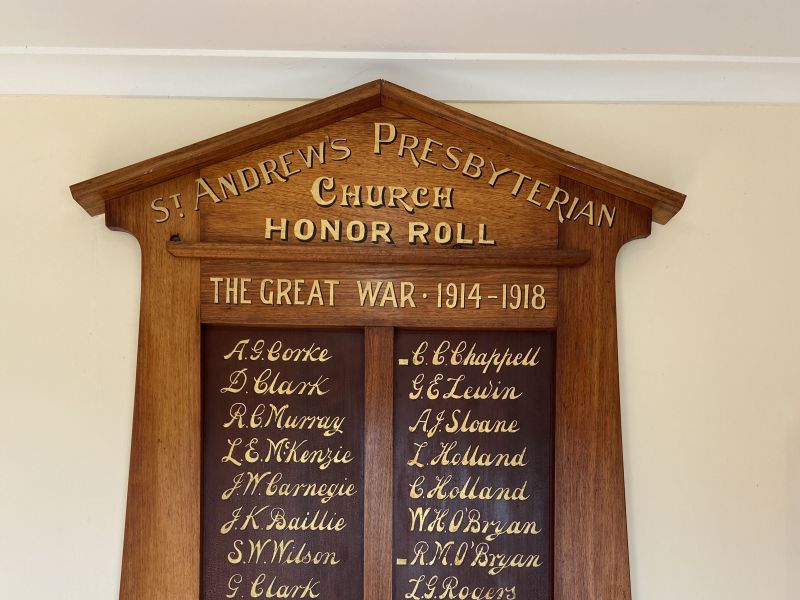 ST ANDREW'S PRESBYTERIAN
CHURCH
HONOR ROLL
THE GREAT WAR · 1914-1918
A.G. Corke
D. Clark
R.C. Murray
L.E. McKenzie
J.W. Carnegie
J.K. Baillie
S.W. Wilson
G. Clark
C.C. Chappell
G.E Lewin
A.J Sloane
L. Holland
C Holland
W.H. O'Bryan
R.M. O'Bryan
L.G. Rogers